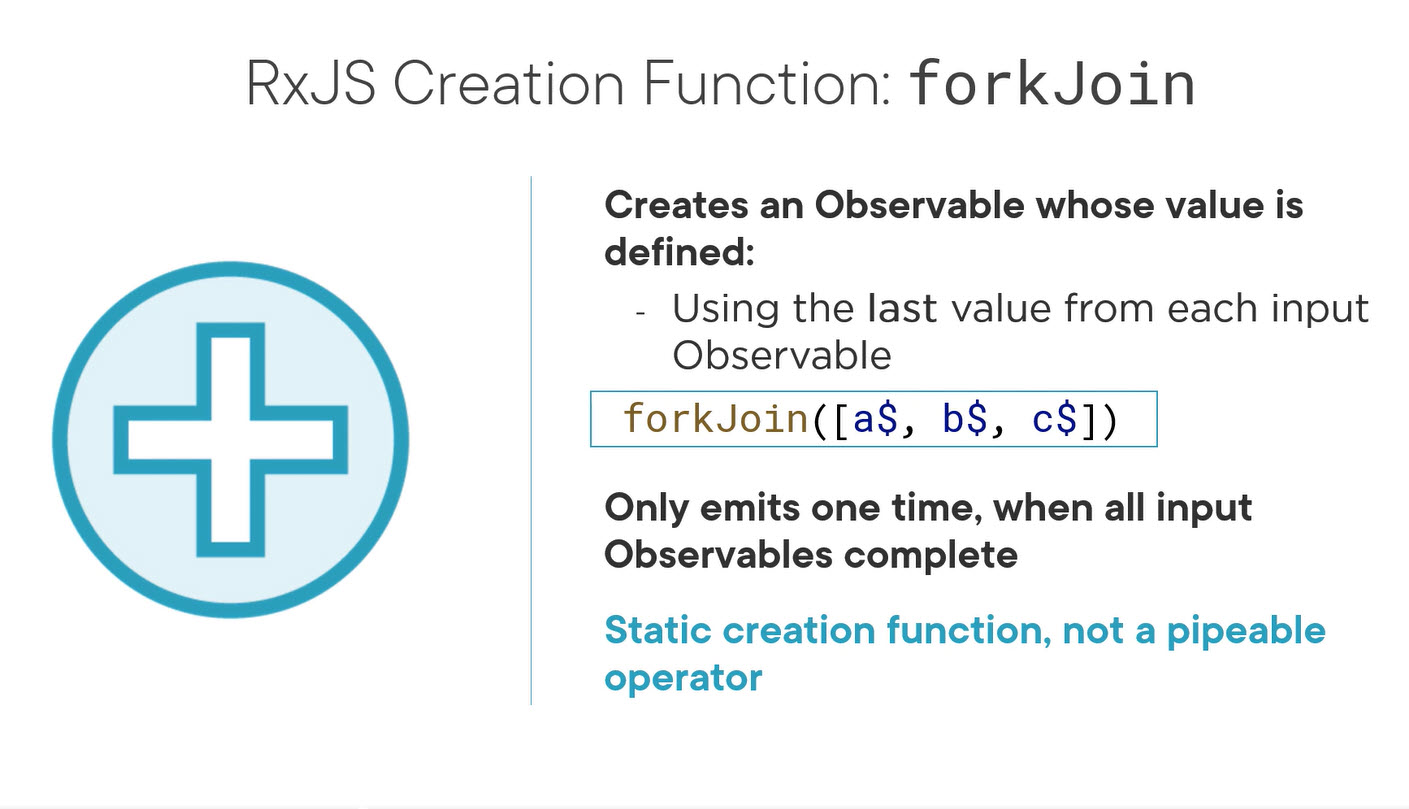 RxJS Creation Function: forkJoin
Creates an Observable whose value is
defined:
- Using the last value from each input
Observable
forkJoin([a$, b$, c$])
Only emits one time, when all input
Observables complete
Static creation function, not a pipeable
operator